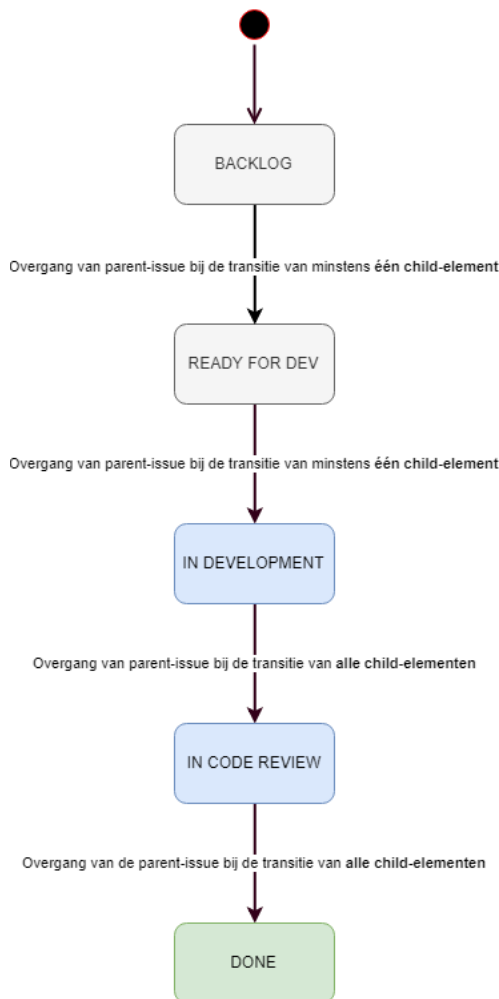 BACKLOG
Overgang van parent-issue bij de transitie van minstens één child-element
READY FOR DEV
Overgang van parent-issue bij de transitie van minstens één child-element
IN DEVELOPMENT
Overgang van parent-issue bij de transitie van alle child-elementen
IN CODE REVIEW
Overgang van de parent-issue bij de transitie van alle child-elementen
DONE